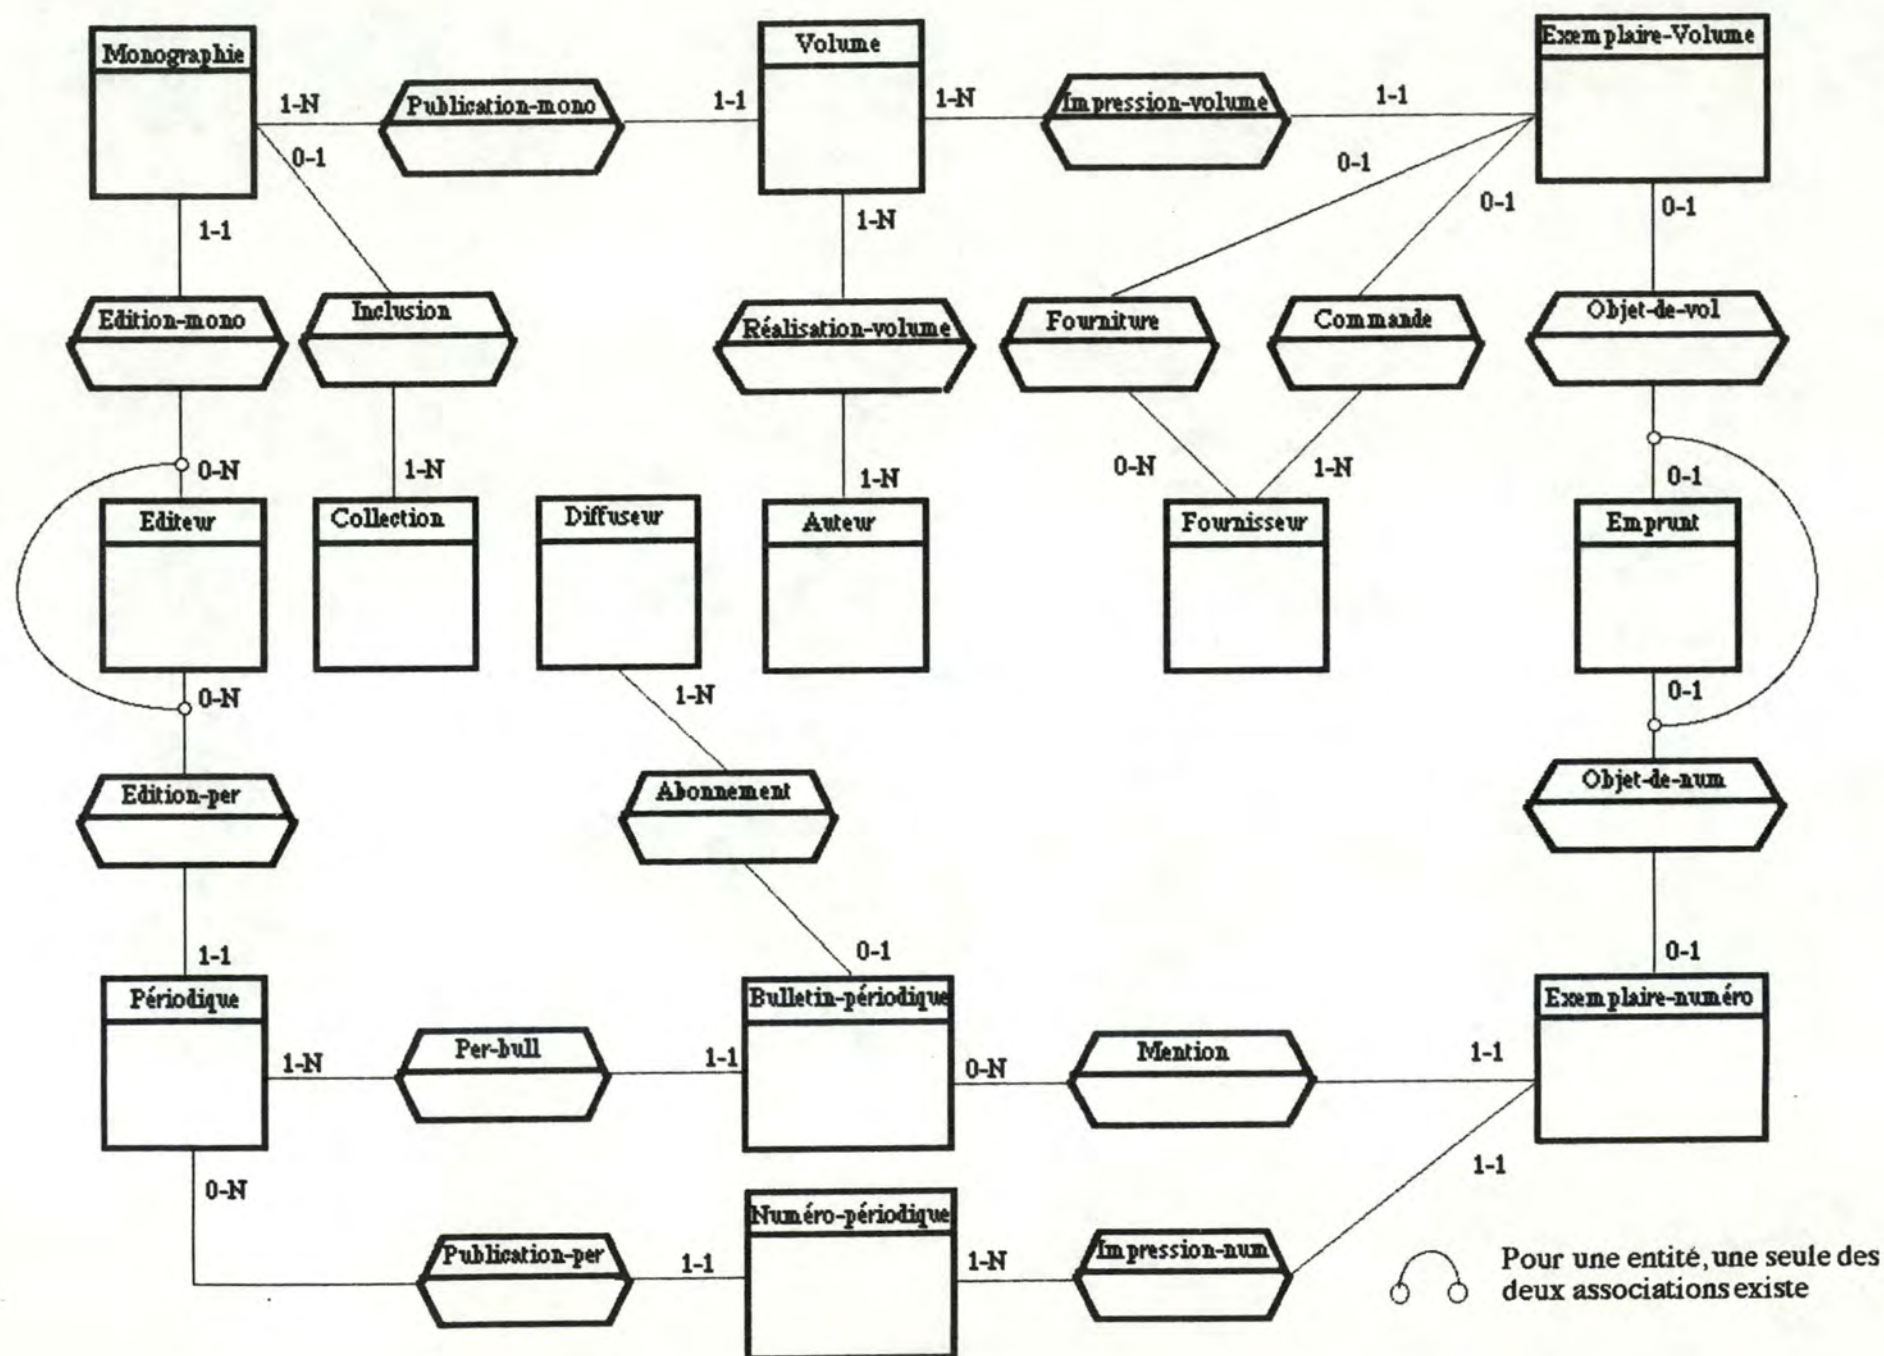 Monographie
Volume
Exemplaire-Volume
1-N
Publication-mono
1-1
1-N
Impression-volume
1-1
0-1
0-1
0-1
0-1
1-1
1-N
Edition-mono
Inclusion
Réalisation-volume
Fourniture
Commande
Objet-de-vol
0-N
1-N
1-N
0-N
1-N
0-1
Editeur
Collection
Diffuseur
Auteur
Fournisseur
Emprunt
0-N
1-N
0-1
Edition-per
Abonnement
Objet-de-num
1-1
0-1
0-1
Périodique
Bulletin-périodique
Exemplaire-numéro
1-N
Per-bull
1-1
0-N
Mention
1-1
0-N
1-1
Numéro-périodique
Publication-per
1-1
1-N
Impression-num
Pour une entité, une seule des
deux associations existe